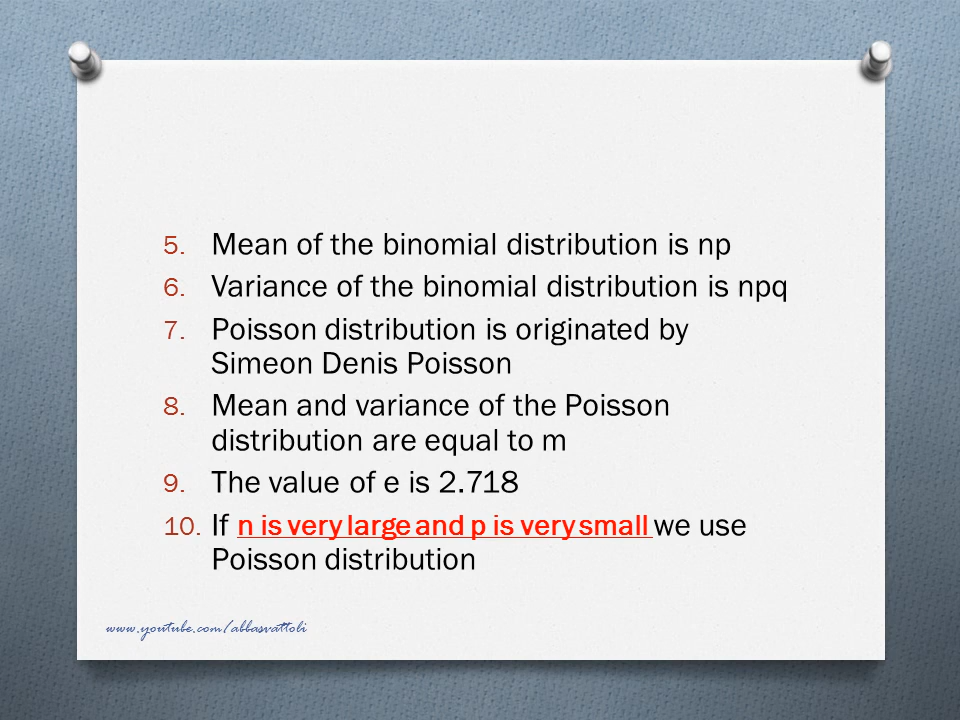 5. Mean of the binomial distribution is np
6. Variance of the binomial distribution is npq
7. Poisson distribution is originated by
Simeon Denis Poisson
8. Mean and variance of the Poisson
distribution are equal to m
9. The value of e is 2.718
10. If n is very large and p is very small we use
Poisson distribution
www.youtube.com/abbasvattoli